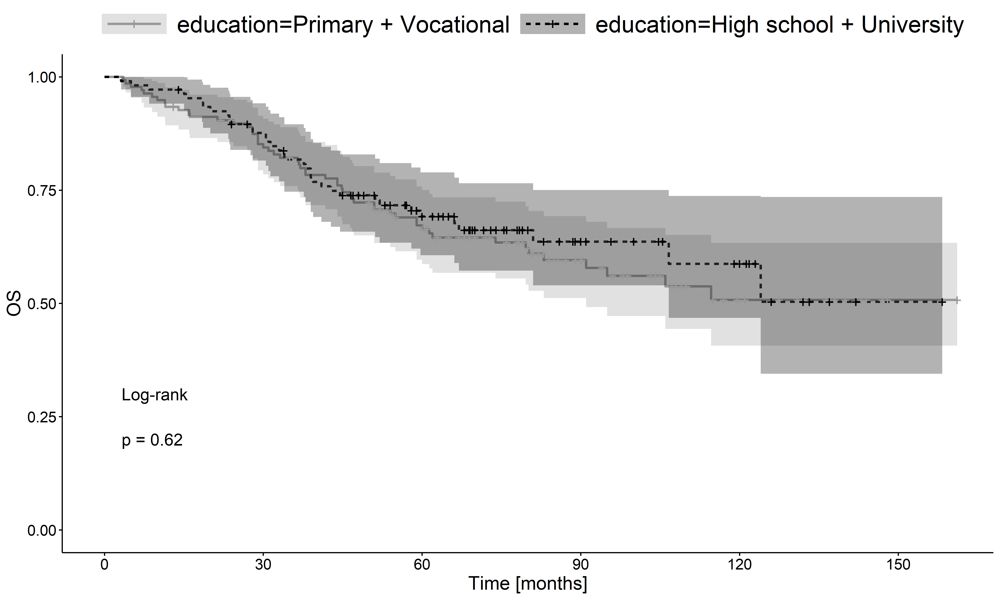 education=Primary + Vocational education=High school + University
1.00
0.75
0.50
0.25
0.00
OS
Log-rank
p = 0.62
0 30 60 90 120 150
Time [months]